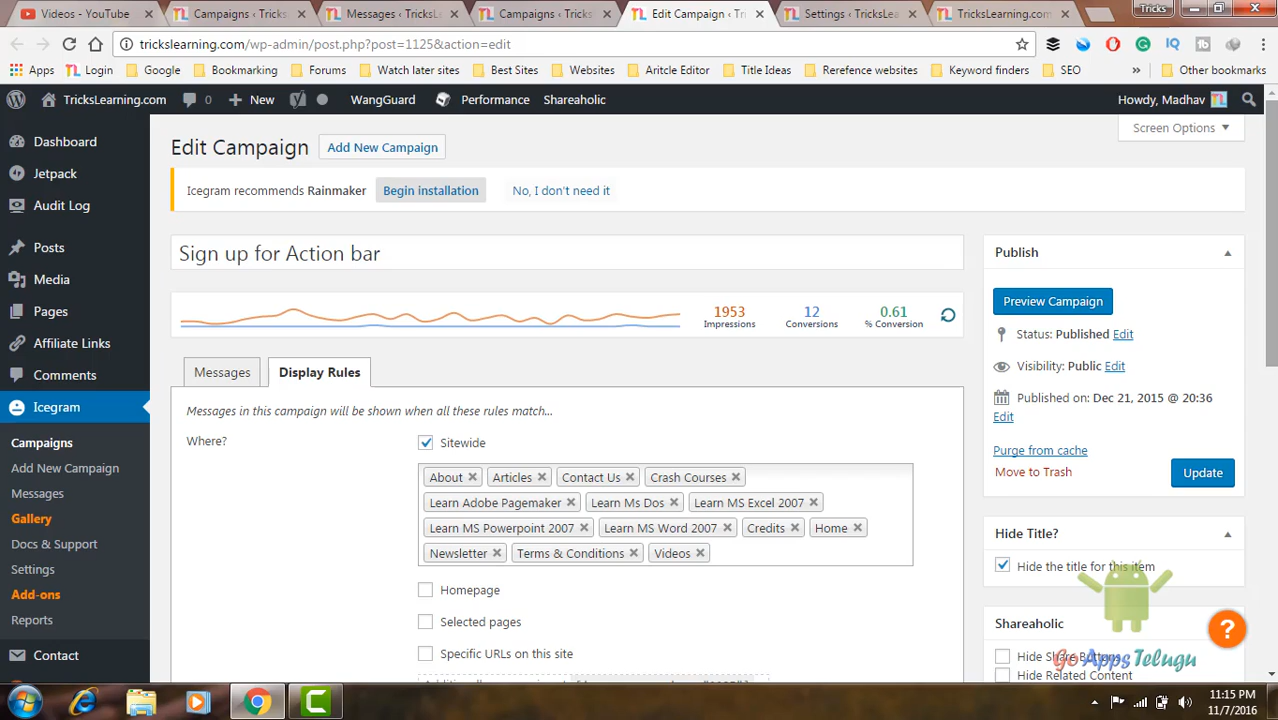 Videos - YouTube
Campaigns ‹ Tricks
Messages ‹ TricksL
Campaigns ‹ Tricks
Edit Campaign ‹ Tr
Settings ‹ TricksLe
TricksLearning.com
Tricks
trickslearning.com/wp-admin/post.php?post=1125&action=edit
Apps
Login
Google
Bookmarking
Forums
Watch later sites
Best Sites
Websites
Aritcle Editor
Title Ideas
Rerefence websites
Keyword finders
SEO
»
Other bookmarks
TricksLearning.com
0
New
WangGuard
Performance
Shareaholic
Howdy, Madhav
Dashboard
Jetpack
Audit Log
Posts
Media
Pages
Affiliate Links
Comments
Icegram
Campaigns
Add New Campaign
Messages
Gallery
Docs & Support
Settings
Add-ons
Reports
Contact
Screen Options
Edit Campaign
Add New Campaign
Icegram recommends Rainmaker
Begin installation
No, I don't need it
Sign up for Action bar
1953
Impressions
12
Conversions
0.61
% Conversion
Messages
Display Rules
Messages in this campaign will be shown when all these rules match...
Where?
Sitewide
About × Articles × Contact Us × Crash Courses ×
Learn Adobe Pagemaker × Learn Ms Dos × Learn MS Excel 2007 ×
Learn MS Powerpoint 2007 × Learn MS Word 2007 × Credits × Home ×
Newsletter × Terms & Conditions × Videos ×
Homepage
Selected pages
Specific URLs on this site
Publish
Preview Campaign
Status: Published Edit
Visibility: Public Edit
Published on: Dec 21, 2015 @ 20:36
Edit
Purge from cache
Move to Trash
Update
Hide Title?
Hide the title for this item
Shareaholic
Hide Share Buttons
Hide Related Content
?
Go Apps Telugu
11:15 PM
11/7/2016